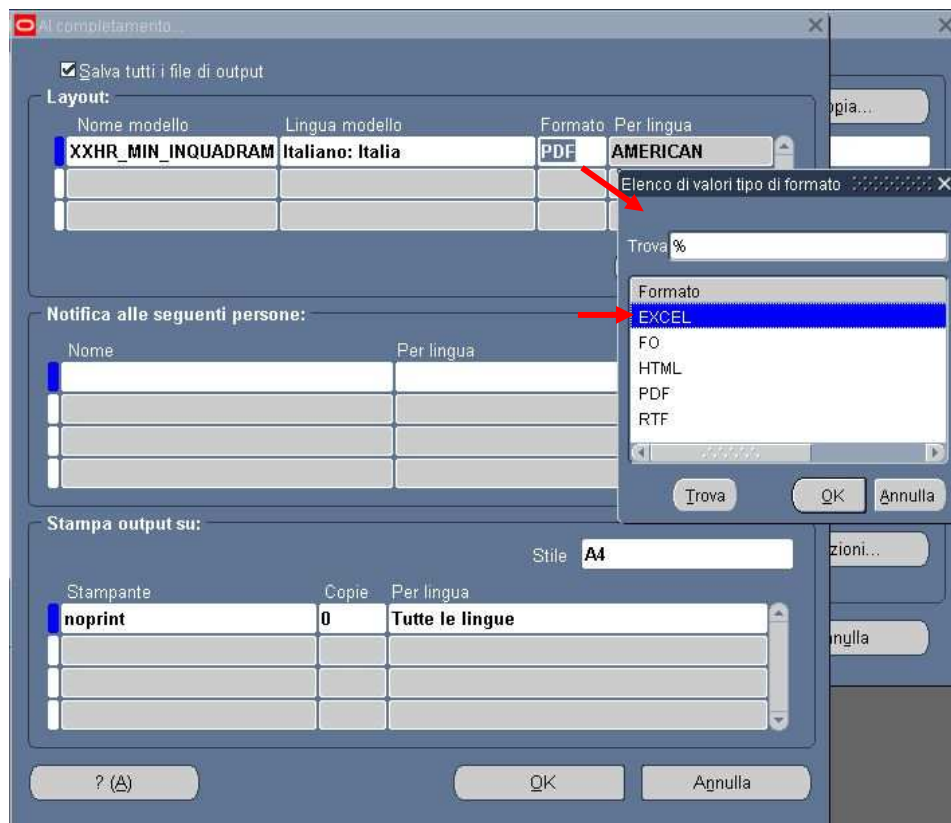 Al completamento...
Salva tutti i file di output
Layout:
Nome modello Lingua modello Formato Per lingua
XXHR_MIN_INQUADRAM Italiano: Italia PDF AMERICAN
Elenco di valori tipo di formato
Trova %
Formato
EXCEL
FO
HTML
PDF
RTF
Trova OK Annulla
Notifica alle seguenti persone:
Nome Per lingua
Stampa output su:
Stile A4
Stampante Copie Per lingua
noprint 0 Tutte le lingue
? (A) OK Annulla
opia...
zioni...
nnulla